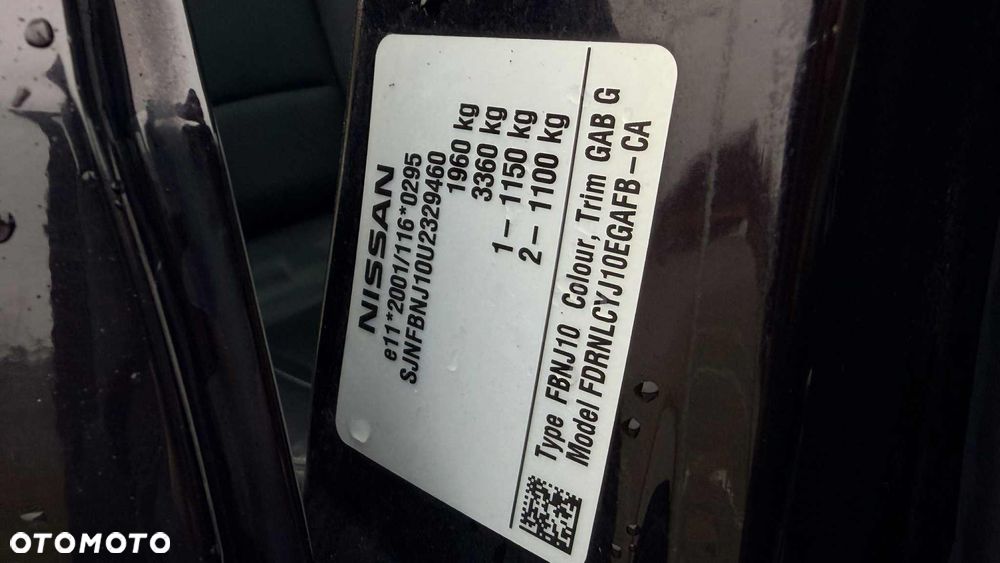 NISSAN
e11*2001/116*0295
SJNFBNJ10U2329460
1960 kg
3360 kg
1– 1150 kg
2– 1100 kg
Type FBNJ10 Colour, Trim GAB G
Model FDRNLCYJ10EGAFB – CA
OTOMOTO